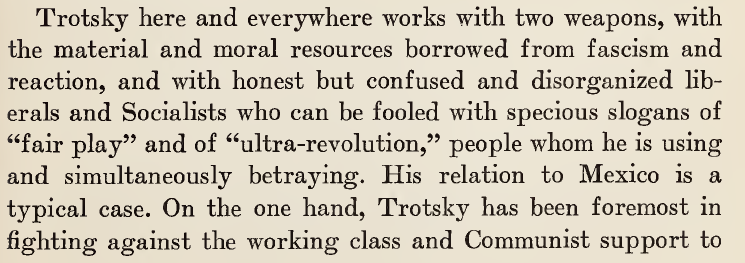 Trotsky here and everywhere works with two weapons, with
the material and moral resources borrowed from fascism and
reaction, and with honest but confused and disorganized lib-
erals and Socialists who can be fooled with specious slogans of
“fair play” and of “ultra-revolution,” people whom he is using
and simultaneously betraying. His relation to Mexico is a
typical case. On the one hand, Trotsky has been foremost in
fighting against the working class and Communist support to